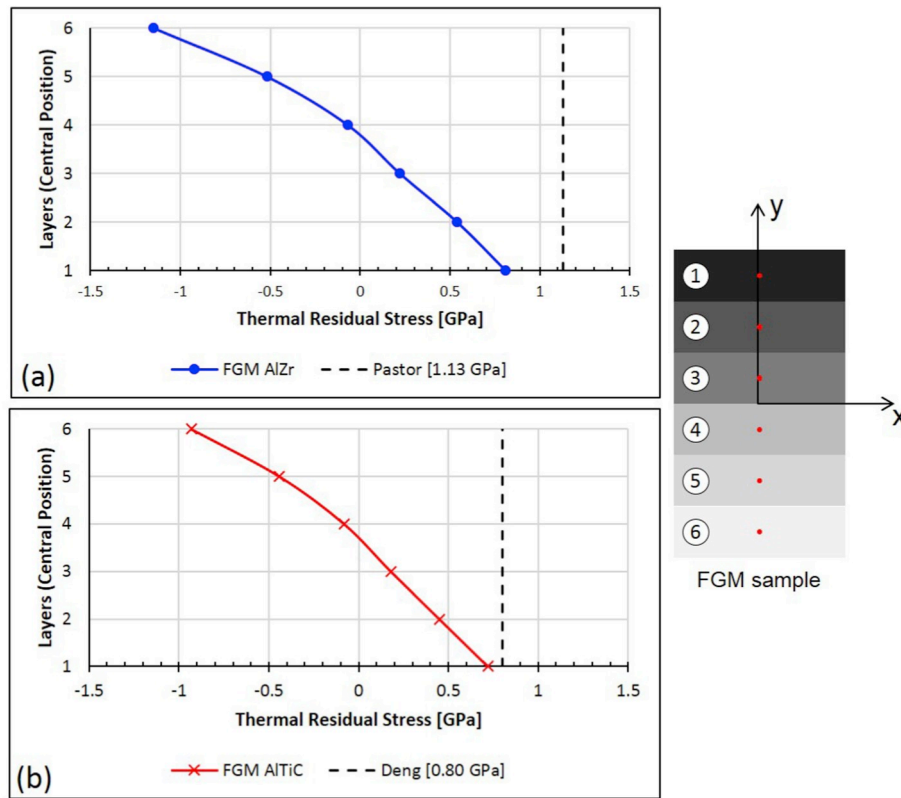 6
5
4
3
2
1
Layers (Central Position)
-1.5 -1 -0.5 0 0.5 1 1.5
Thermal Residual Stress [GPa]
FGM AlZr Pastor [1.13 GPa]
(a)
6
5
4
3
2
1
Layers (Central Position)
-1.5 -1 -0.5 0 0.5 1 1.5
Thermal Residual Stress [GPa]
FGM AlTiC Deng [0.80 GPa]
(b)
y
x
1
2
3
4
5
6
FGM sample